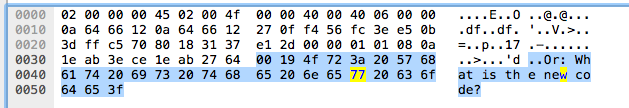 0000 02 00 00 00 45 02 00 4f 00 00 40 00 40 06 00 00 ....E..O ..@.@...
0010 0a 64 66 12 0a 64 66 12 27 0f f4 56 fc 3e e5 0b .df..df. '..V.>..
0020 3d ff c5 70 80 18 31 37 e1 2d 00 00 01 01 08 0a =..p..17 .-......
0030 1e ab 3e ce 1e ab 27 64 00 19 4f 72 3a 20 57 68 ..>...'d ..Or: Wh
0040 61 74 20 69 73 20 74 68 65 20 6e 65 77 20 63 6f at is th e new co
0050 64 65 3f de?